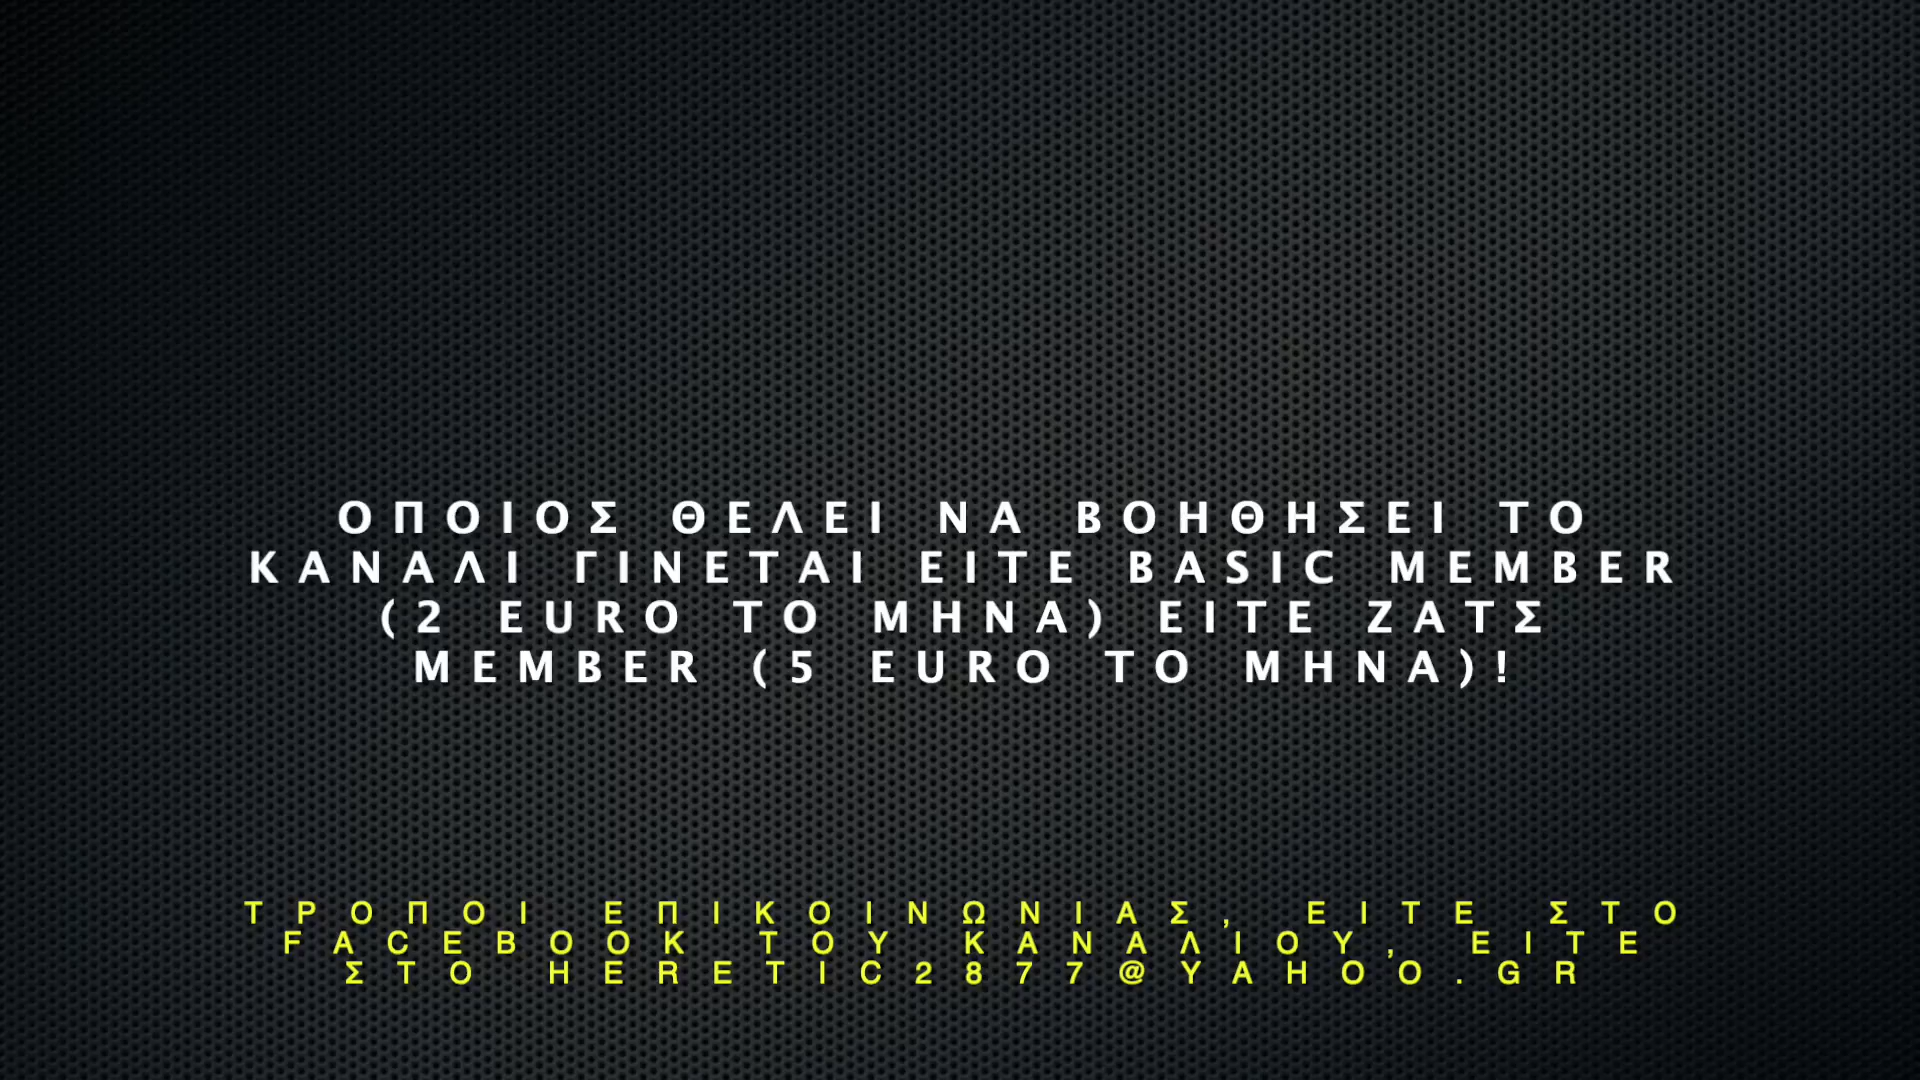 ΟΠΟΙΟΣ ΘΕΛΕΙ ΝΑ ΒΟΗΘΗΣΕΙ ΤΟ
ΚΑΝΑΛΙ ΓΙΝΕΤΑΙ ΕΙΤΕ BASIC MEMBER
(2 EURO ΤΟ ΜΗΝΑ) ΕΙΤΕ ΖΑΤΣ
MEMBER (5 EURO ΤΟ ΜΗΝΑ)!
ΤΡΟΠΟΙ ΕΠΙΚΟΙΝΩΝΙΑΣ, ΕΙΤΕ ΣΤΟ
FACEBOOK ΤΟΥ ΚΑΝΑΛΙΟΥ, ΕΙΤΕ
ΣΤΟ HERETIC2877@YAHOO.GR